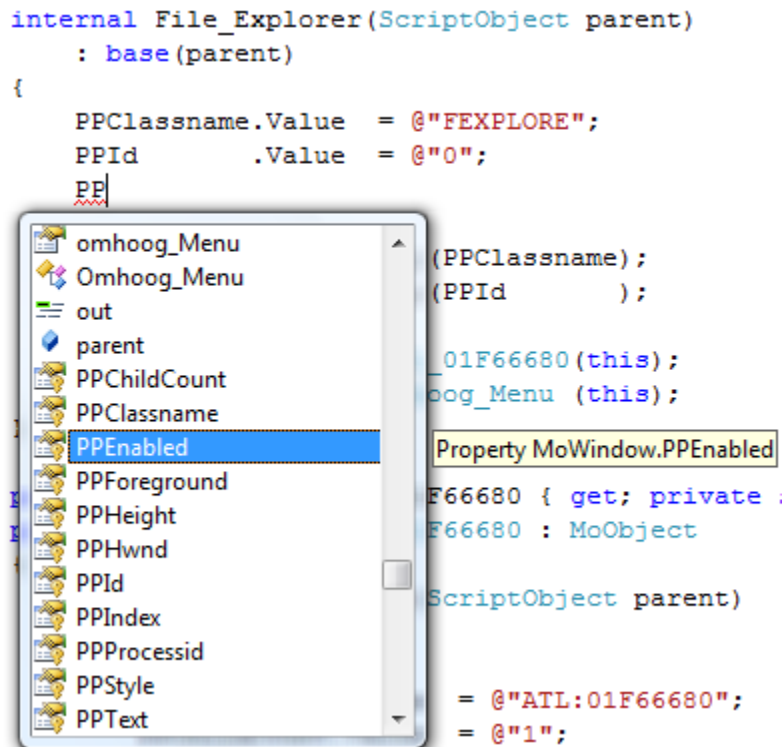 internal File_Explorer(ScriptObject parent)
: base(parent)
{
PPClassname.Value = @"FEXPLORE";
PPId .Value = @"0";
PP
omhoog_Menu
Omhoog_Menu
out
parent
PPChildCount
PPClassname
PPEnabled
PPForeground
PPHeight
PPHwnd
PPId
PPIndex
PPProcessid
PPStyle
PPText
(PPClassname);
(PPId );
_01F66680(this);
oog_Menu (this);
Property MoWindow.PPEnabled
F66680 { get; private
F66680 : MoObject
ScriptObject parent)
= @"ATL:01F66680";
= @"1";